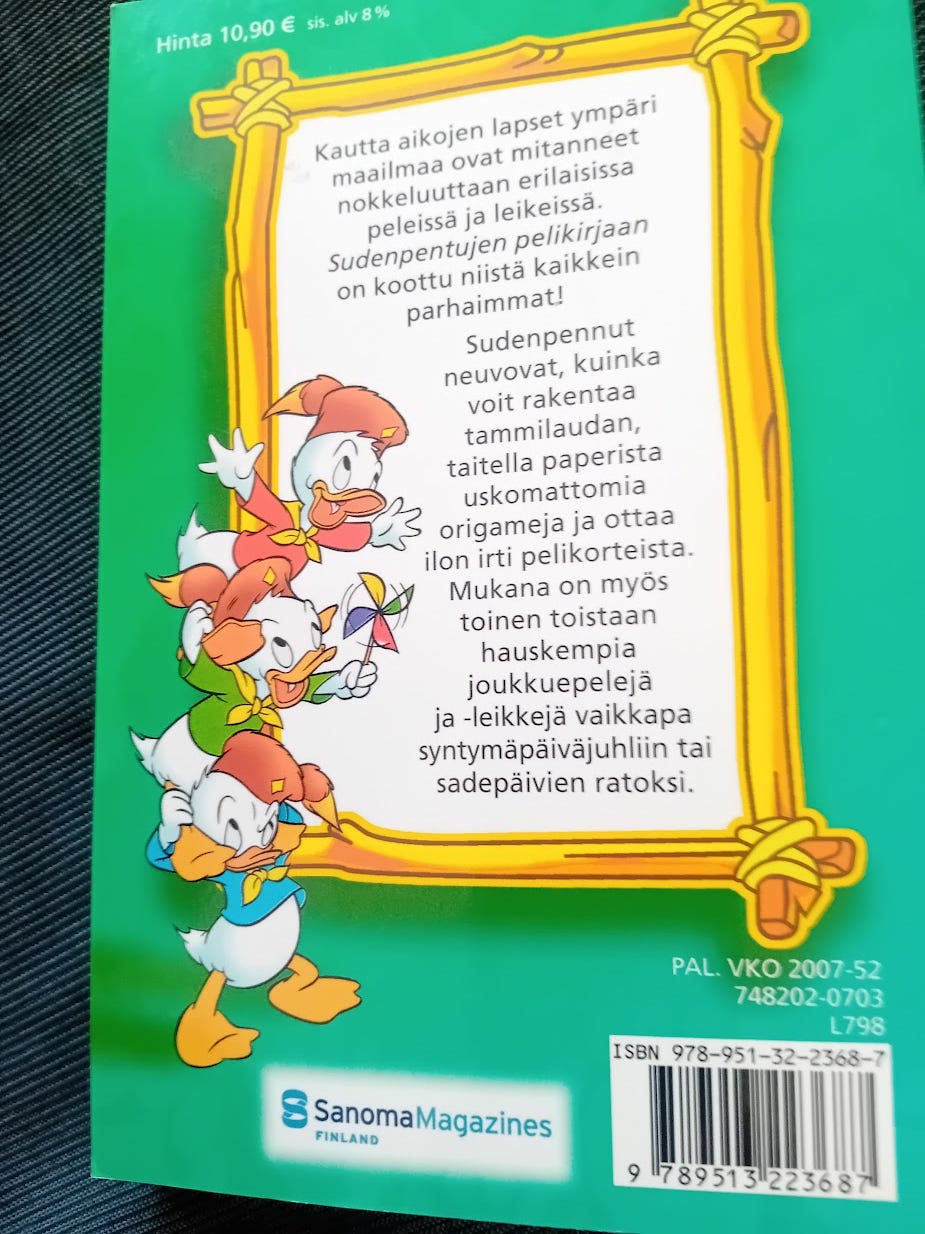 Hinta 10,90 € sis. alv 8 %
Kautta aikojen lapset ympäri
maailmaa ovat mitanneet
nokkeluuttaan erilaisissa
peleissä ja leikeissä.
Sudenpentujen pelikirjaan
on koottu niistä kaikkein
parhaimmat!
Sudenpennut
neuvovat, kuinka
voit rakentaa
tammilaudan,
taitella paperista
uskomattomia
origameja ja ottaa
ilon irti pelikorteista.
Mukana on myös
toinen toistaan
hauskempia
joukkuepelejä
ja -leikkejä vaikkapa
syntymäpäiväjuhliin tai
sadepäivien ratoksi.
PAL. VKO 2007-52
748202-0703
L798
ISBN 978-951-32-2368-7
9 789513 223687
SanomaMagazines
FINLAND